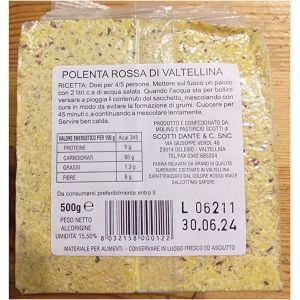 POLENTA ROSSA DI VALTELLINA
RICETTA: Dosi per 4/5 persone. Mettere sul fuoco un paiolo
con 2 litri c.a di acqua salata. Quando l'acqua sta per bollire
versare a pioggia il contenuto del sacchetto, mescolando con
cura in modo da evitare la formazione di grumi. Cuocere per
45 minuti c.a continuando a mescolare lentamente.
Servire ben calda.
VALORE ENERGETICO PER 100 g Kcal 345
PROTEINE 9 g
CARBOIDRATI 65 g
GRASSI 1,3 g
FIBRE 6 g
PRODOTTO E CONFEZIONATO DA
MOLINO E PASTIFICIO SCOTTI DI
SCOTTI DANTE & C. SNC
VIA GIUSEPPE VERDI, 46
23014 DELEBIO - VALTELLINA
TEL/FAX 0342 685234
FARINA RICAVATA DA GRANO DI QUALITÀ
SUPERIORE COLTIVATO IN VALTELLINA
CARATTERIZZATO DAL COLORE ROSSO VIVO E
DALL'OTTIMO SAPORE
Da consumarsi preferibilmente entro il:
500g e
PESO NETTO
ALL'ORIGINE
UMIDITÀ 15,50%
8 032158 000122
L 06211
30.06.24
MATERIALE PER ALIMENTI - CONSERVARE IN LUOGO FRESCO ED ASCIUTTO